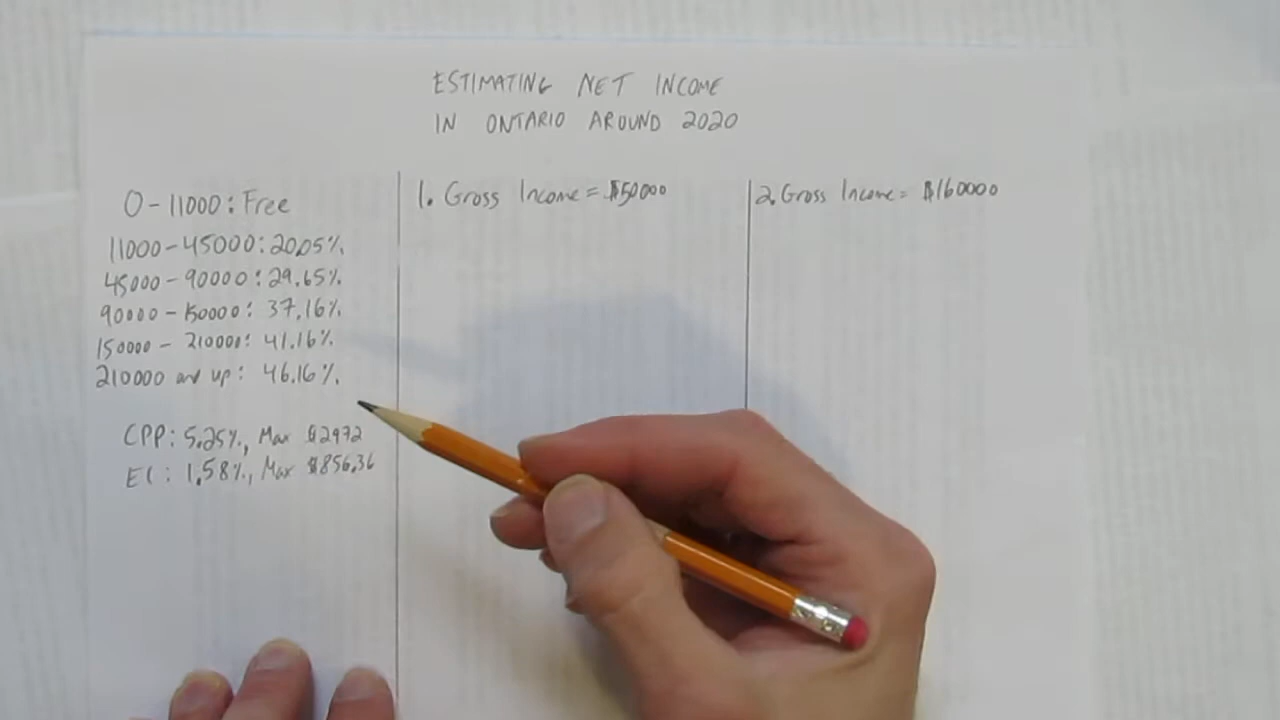 ESTIMATING NET INCOME
IN ONTARIO AROUND 2020
0-11000: Free
11000-45000: 20.05%
45000-90000: 29.65%
90000-150000: 37.16%
150000-210000: 41.16%
210000 and up: 46.16%
CPP: 5.25%, Max $2972
EI: 1.58%, Max $856.36
1. Gross Income = $50000
2. Gross Income = $160000